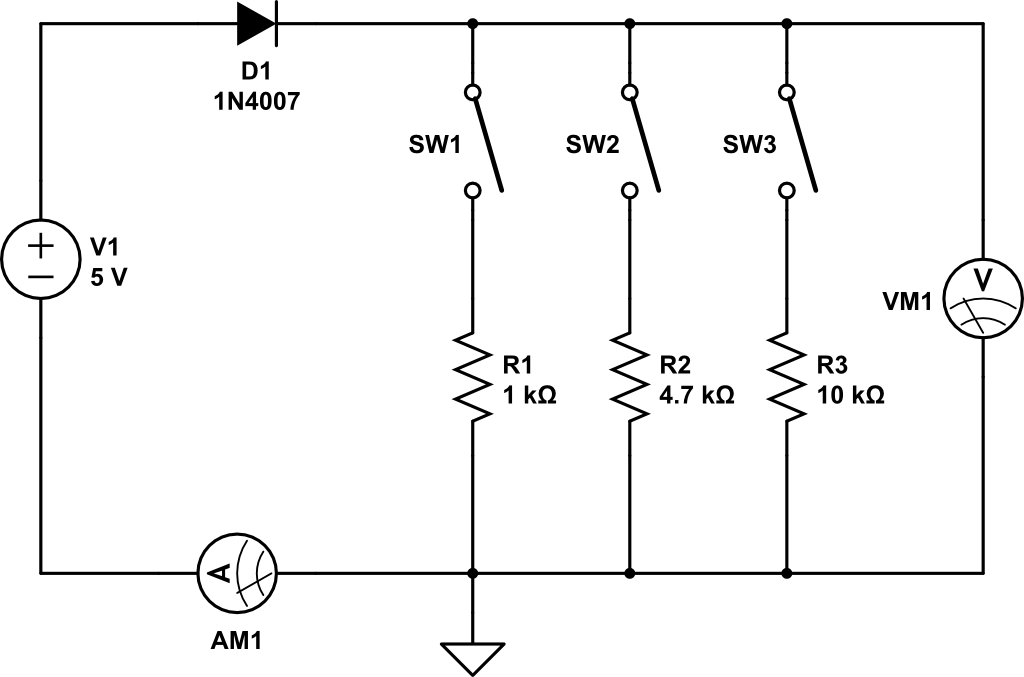 D1
1N4007
SW1
SW2
SW3
V1
5 V
V
VM1
R1
1 kΩ
R2
4.7 kΩ
R3
10 kΩ
A
AM1